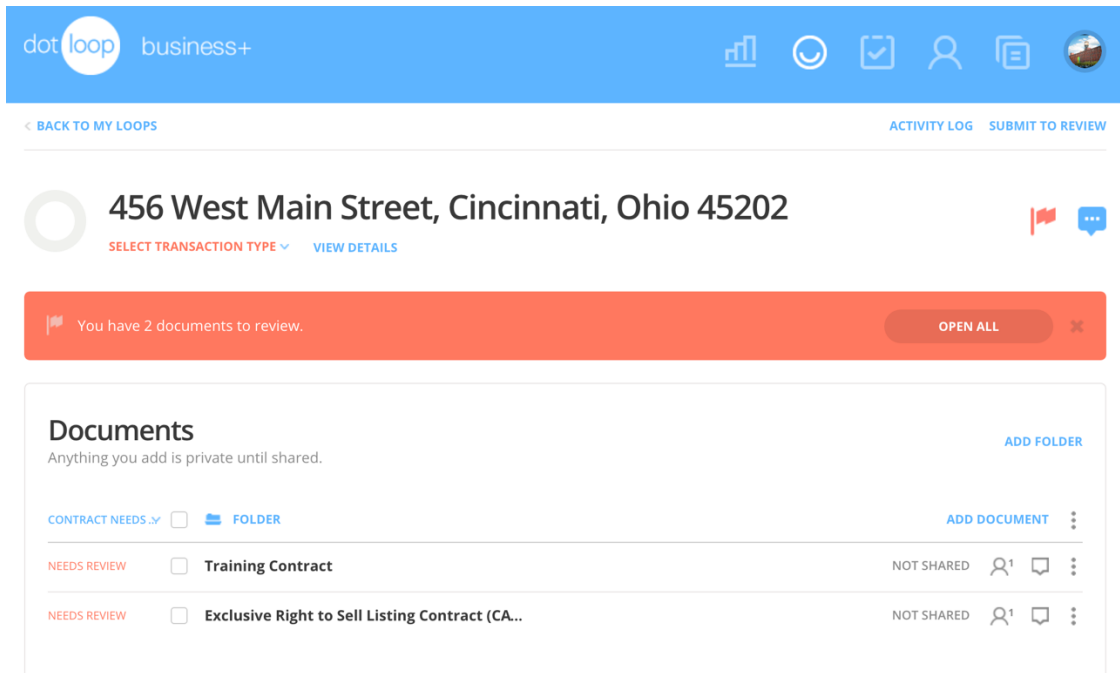 dotloop business+
< BACK TO MY LOOPS ACTIVITY LOG SUBMIT TO REVIEW
456 West Main Street, Cincinnati, Ohio 45202
SELECT TRANSACTION TYPE VIEW DETAILS
You have 2 documents to review. OPEN ALL
Documents
Anything you add is private until shared.
ADD FOLDER
CONTRACT NEEDS .. FOLDER ADD DOCUMENT
NEEDS REVIEW Training Contract NOT SHARED 1
NEEDS REVIEW Exclusive Right to Sell Listing Contract (CA... NOT SHARED 1